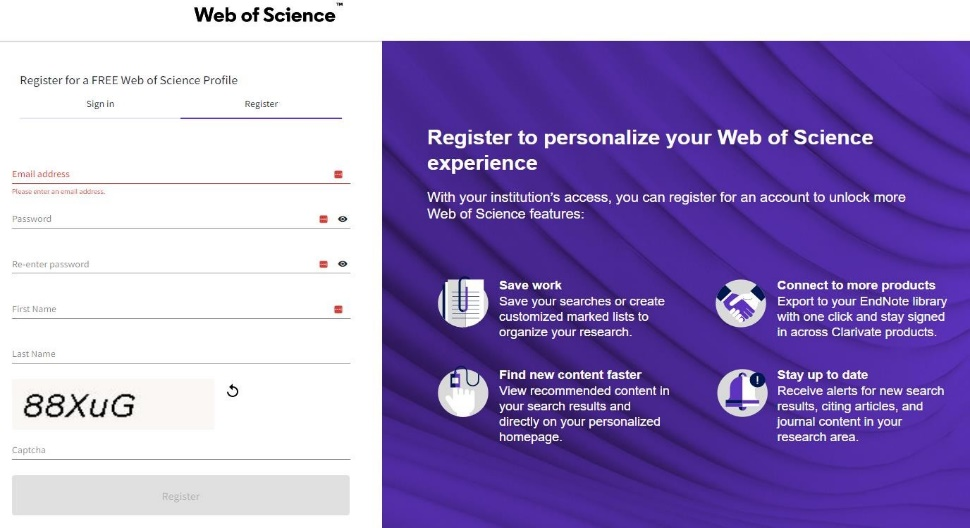 Web of Science™
Register for a FREE Web of Science Profile
Sign in
Register
Email address
Please enter an email address.
Password
Re-enter password
First Name
Last Name
88XuG
Captcha
Register
Register to personalize your Web of Science
experience
With your institution's access, you can register for an account to unlock more
Web of Science features:
Save work
Save your searches or create
customized marked lists to
organize your research.
Connect to more products
Export to your EndNote library
with one click and stay signed
in across Clarivate products.
Find new content faster
View recommended content in
your search results and
directly on your personalized
homepage.
Stay up to date
Receive alerts for new search
results, citing articles, and
journal content in your
research area.